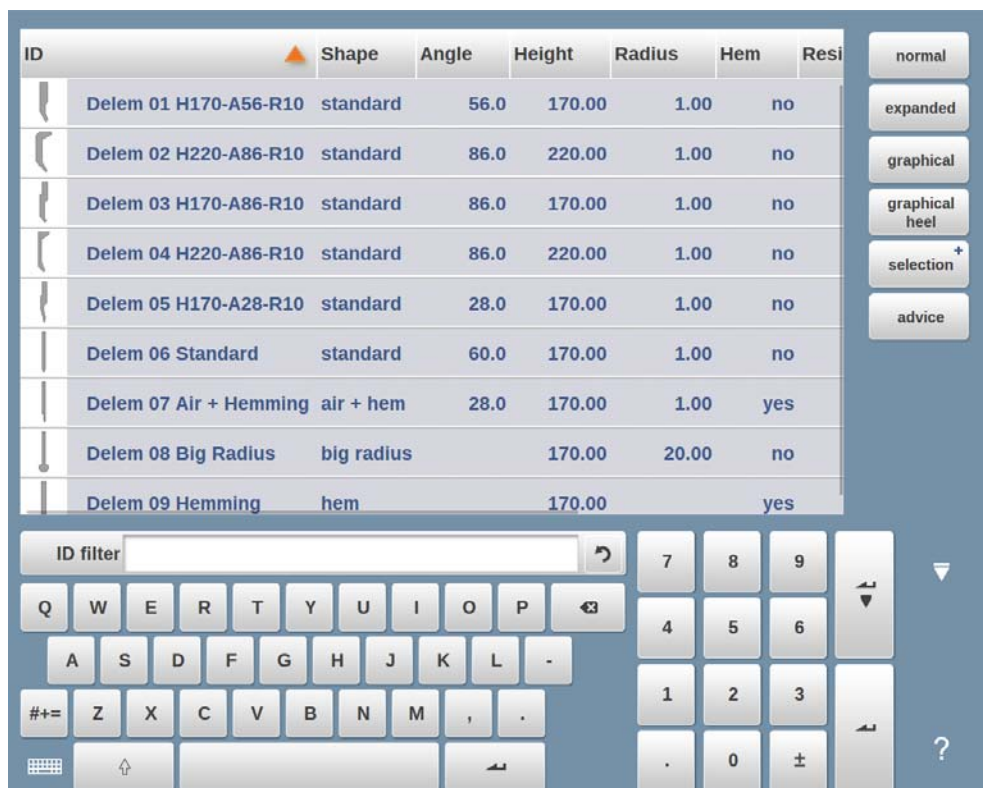 ID Shape Angle Height Radius Hem Resi
Delem 01 H170-A56-R10 standard 56.0 170.00 1.00 no
Delem 02 H220-A86-R10 standard 86.0 220.00 1.00 no
Delem 03 H170-A86-R10 standard 86.0 170.00 1.00 no
Delem 04 H220-A86-R10 standard 86.0 220.00 1.00 no
Delem 05 H170-A28-R10 standard 28.0 170.00 1.00 no
Delem 06 Standard standard 60.0 170.00 1.00 no
Delem 07 Air + Hemming air + hem 28.0 170.00 1.00 yes
Delem 08 Big Radius big radius 170.00 20.00 no
Delem 09 Hemming hem 170.00 yes
normal
expanded
graphical
graphical
heel
selection +
advice
ID filter
Q W E R T Y U I O P
A S D F G H J K L -
#+= Z X C V B N M , .
7 8 9
4 5 6
1 2 3
. 0 ±
?